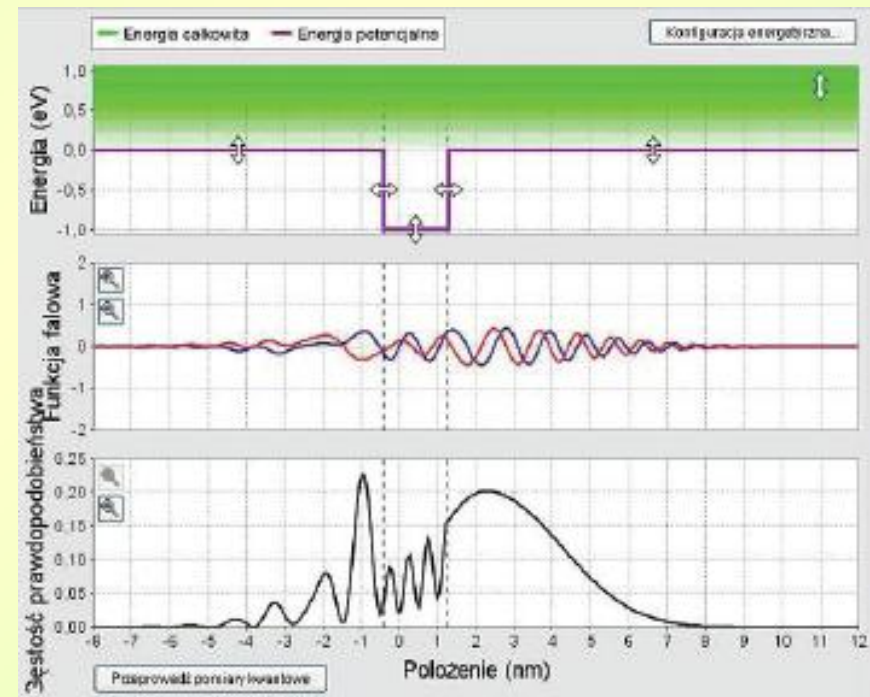 Energia całkowita Energia potencjalna
Konfiguracja energetyczna...
Energia (eV)
1,0
0,5
0,0
-0,5
-1,0
Funkcja falowa
2
1
0
-1
-2
Gęstość prawdopodobieństwa
0.25
0.20
0.15
0.10
0.05
0.00
-8 -7 -6 -5 -4 -3 -2 -1 0 1 2 3 4 5 6 7 8 9 10 11 12
Położenie (nm)
Przeprowadź pomiary kwantowe